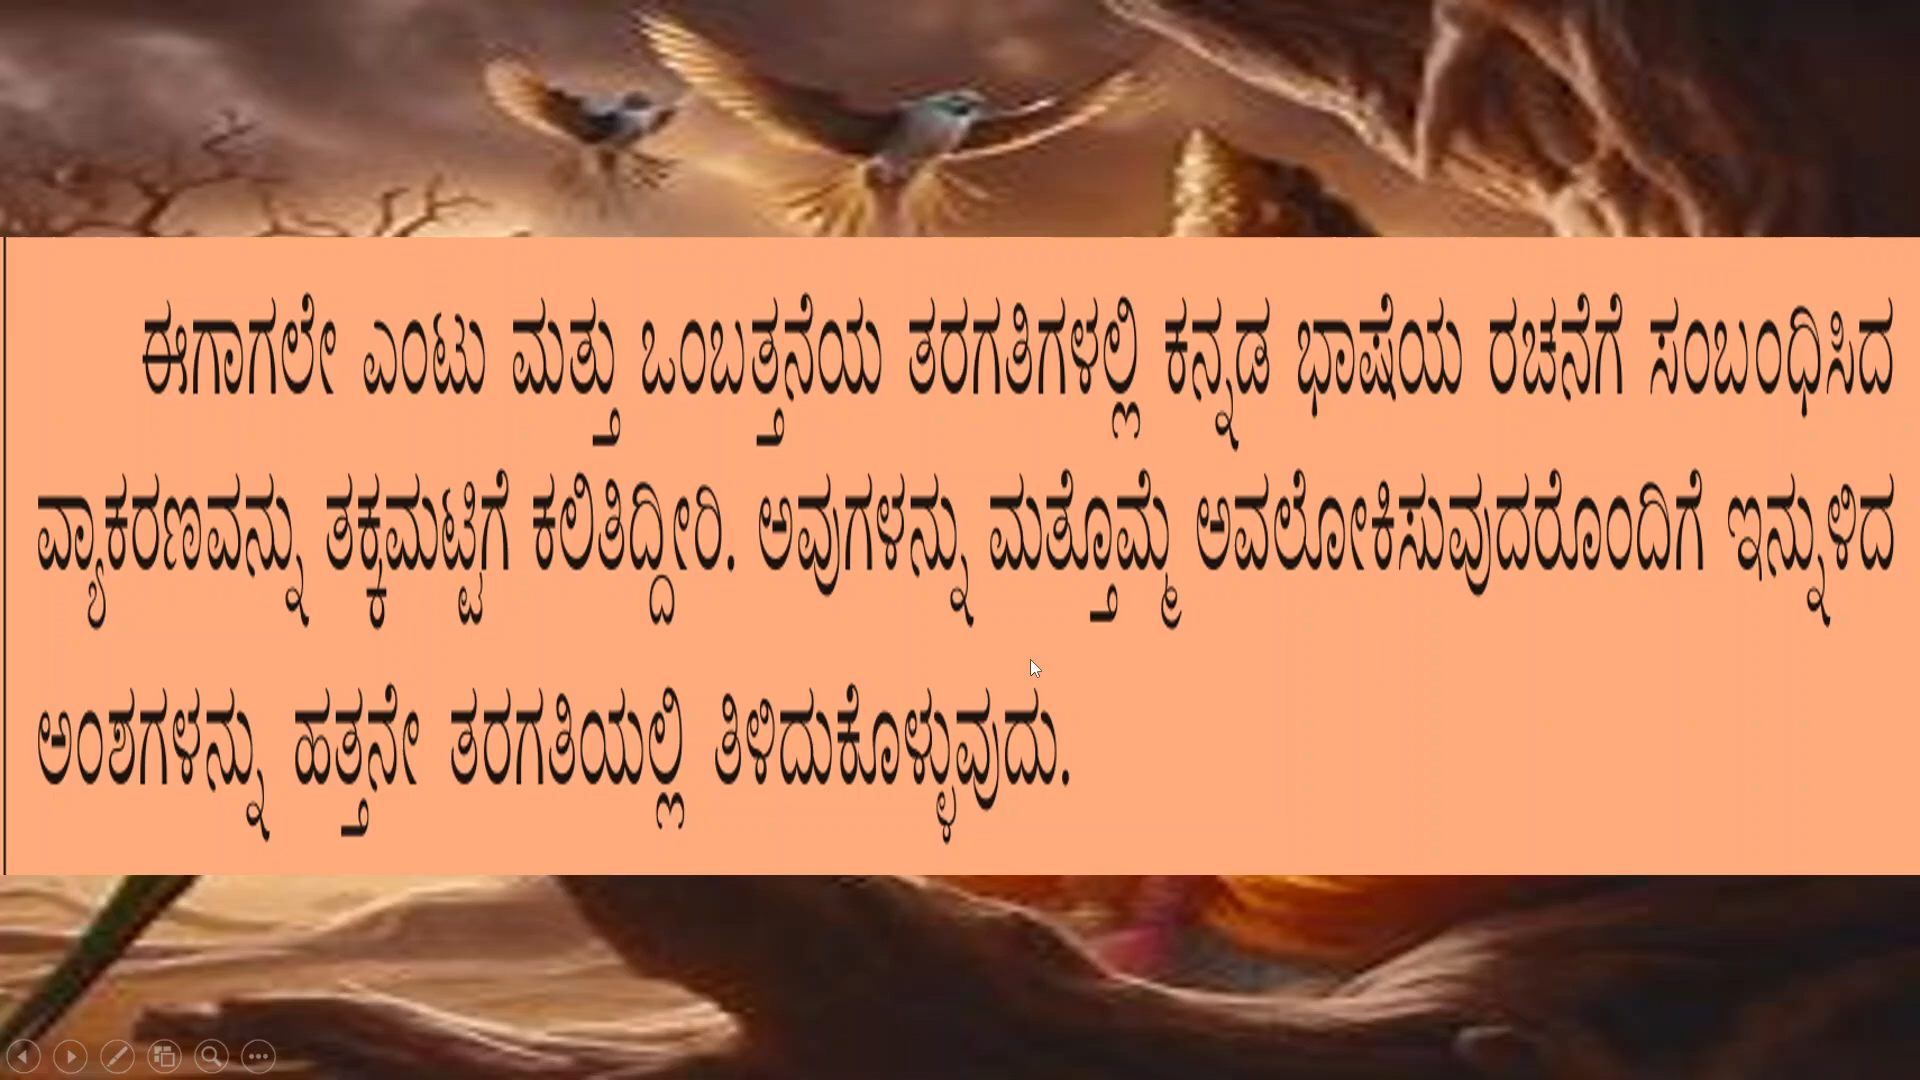 ಈಗಾಗಲೇ ಎಂಟು ಮತ್ತು ಒಂಬತ್ತನೆಯ ತರಗತಿಗಳಲ್ಲಿ ಕನ್ನಡ ಭಾಷೆಯ ರಚನೆಗೆ ಸಂಬಂಧಿಸಿದ
ವ್ಯಾಕರಣವನ್ನು ತಕ್ಕಮಟ್ಟಿಗೆ ಕಲಿತಿದ್ದೀರಿ. ಅವುಗಳನ್ನು ಮತ್ತೊಮ್ಮೆ ಅವಲೋಕಿಸುವುದರೊಂದಿಗೆ ಇನ್ನುಳಿದ
ಅಂಶಗಳನ್ನು ಹತ್ತನೇ ತರಗತಿಯಲ್ಲಿ ತಿಳಿದುಕೊಳ್ಳುವುದು.